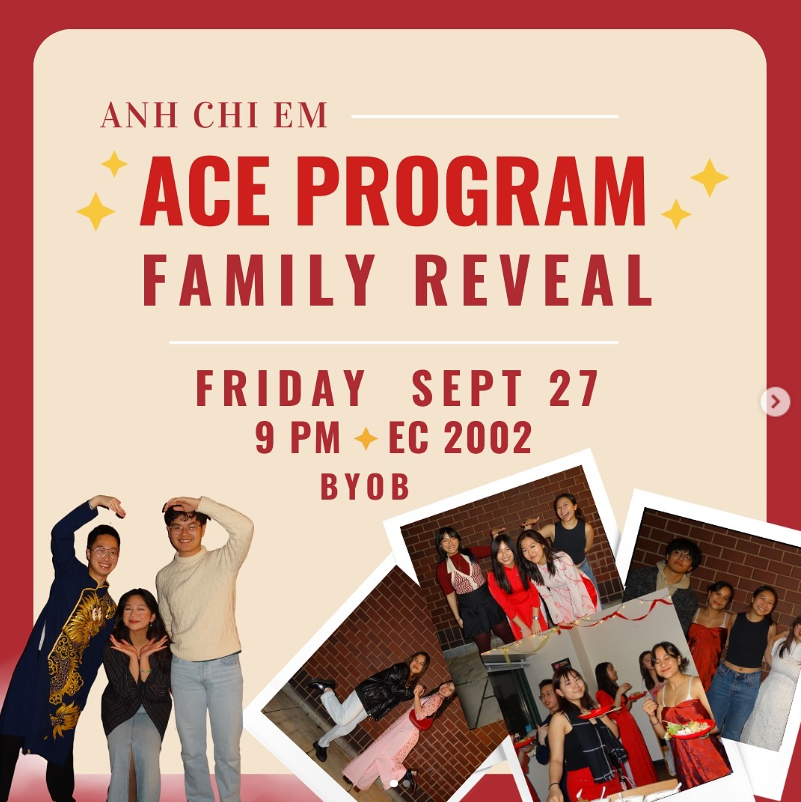 ANH CHI EM
ACE PROGRAM
FAMILY REVEAL
FRIDAY SEPT 27
9 PM EC 2002
BYOB